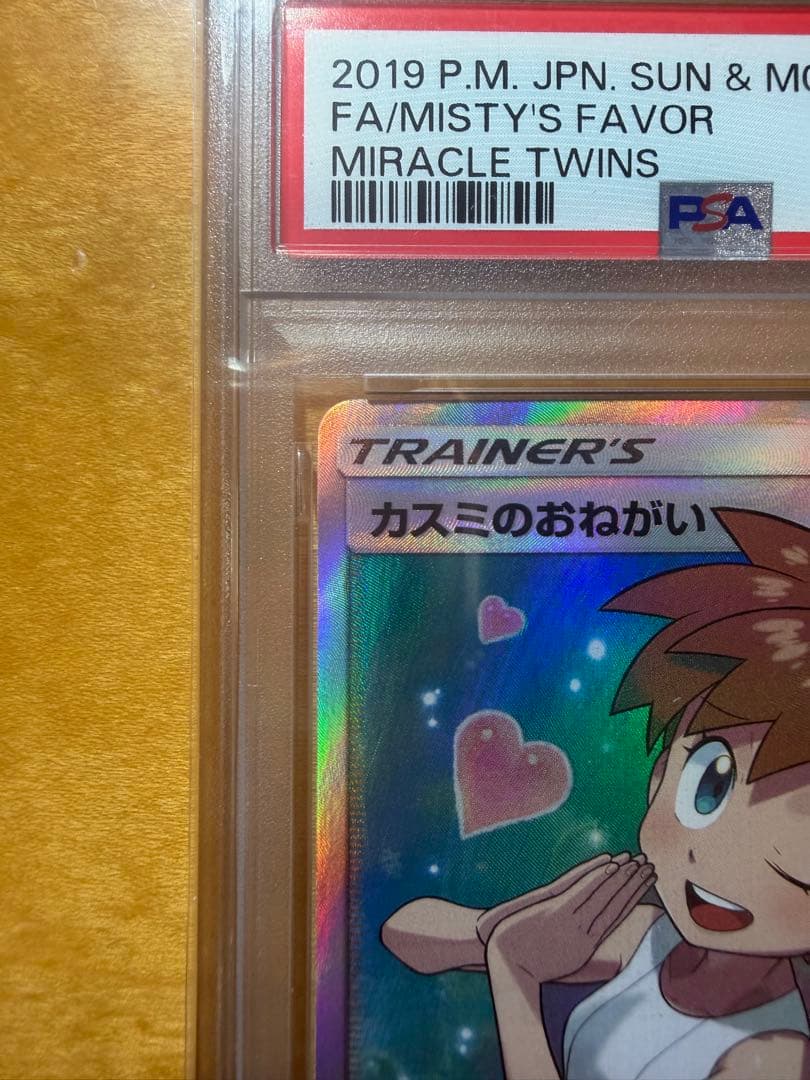 2019 P.M. JPN. SUN & MO
FA/MISTY'S FAVOR
MIRACLE TWINS
PSA
TRAINER'S
カスミのおねがい